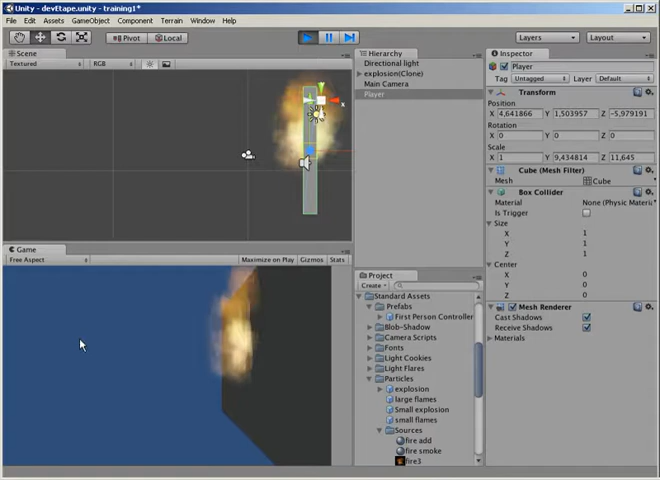 Unity - devEtape.unity - training1*
File Edit Assets GameObject Component Terrain Window Help
Pivot Local Layers Layout
Scene
Textured RGB
x
Game
Free Aspect Maximize on Play Gizmos Stats
Hierarchy
Directional light
explosion(Clone)
Main Camera
Player
Project
Create
Standard Assets
Prefabs
First Person Controller
Blob-Shadow
Camera Scripts
Fonts
Light Cookies
Light Flares
Particles
explosion
large flames
Small explosion
small flames
Sources
fire add
fire smoke
fire3
Inspector
Player
Tag Untagged Layer Default
Transform
Position
X 4,641866 Y 1,503957 Z -5,979191
Rotation
X 0 Y 0 Z 0
Scale
X 1 Y 9,434814 Z 11,645
Cube (Mesh Filter)
Mesh Cube
Box Collider
Material None (Physic Materi
Is Trigger
Size
X 1
Y 1
Z 1
Center
X 0
Y 0
Z 0
Mesh Renderer
Cast Shadows
Receive Shadows
Materials